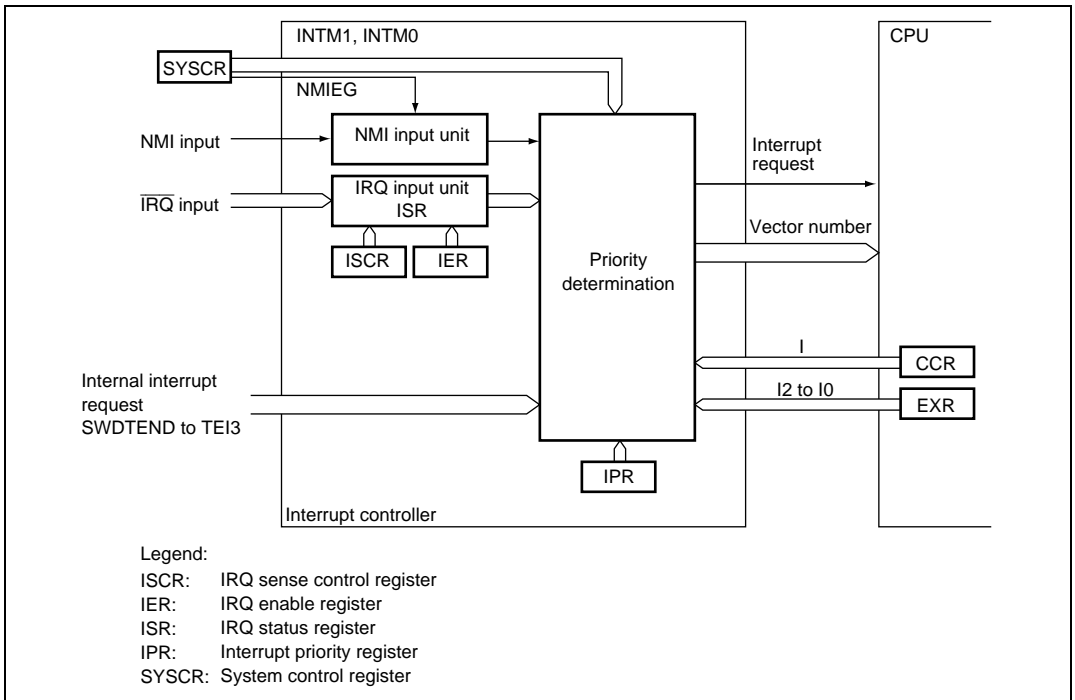 INTM1, INTM0
CPU
SYSCR
NMIEG
NMI input
NMI input unit
Interrupt
request
IRQ input
IRQ input unit
ISR
Vector number
ISCR
IER
Priority
determination
I
CCR
Internal interrupt
request
SWDTEND to TEI3
I2 to I0
EXR
IPR
Interrupt controller
Legend:
ISCR: IRQ sense control register
IER: IRQ enable register
ISR: IRQ status register
IPR: Interrupt priority register
SYSCR: System control register